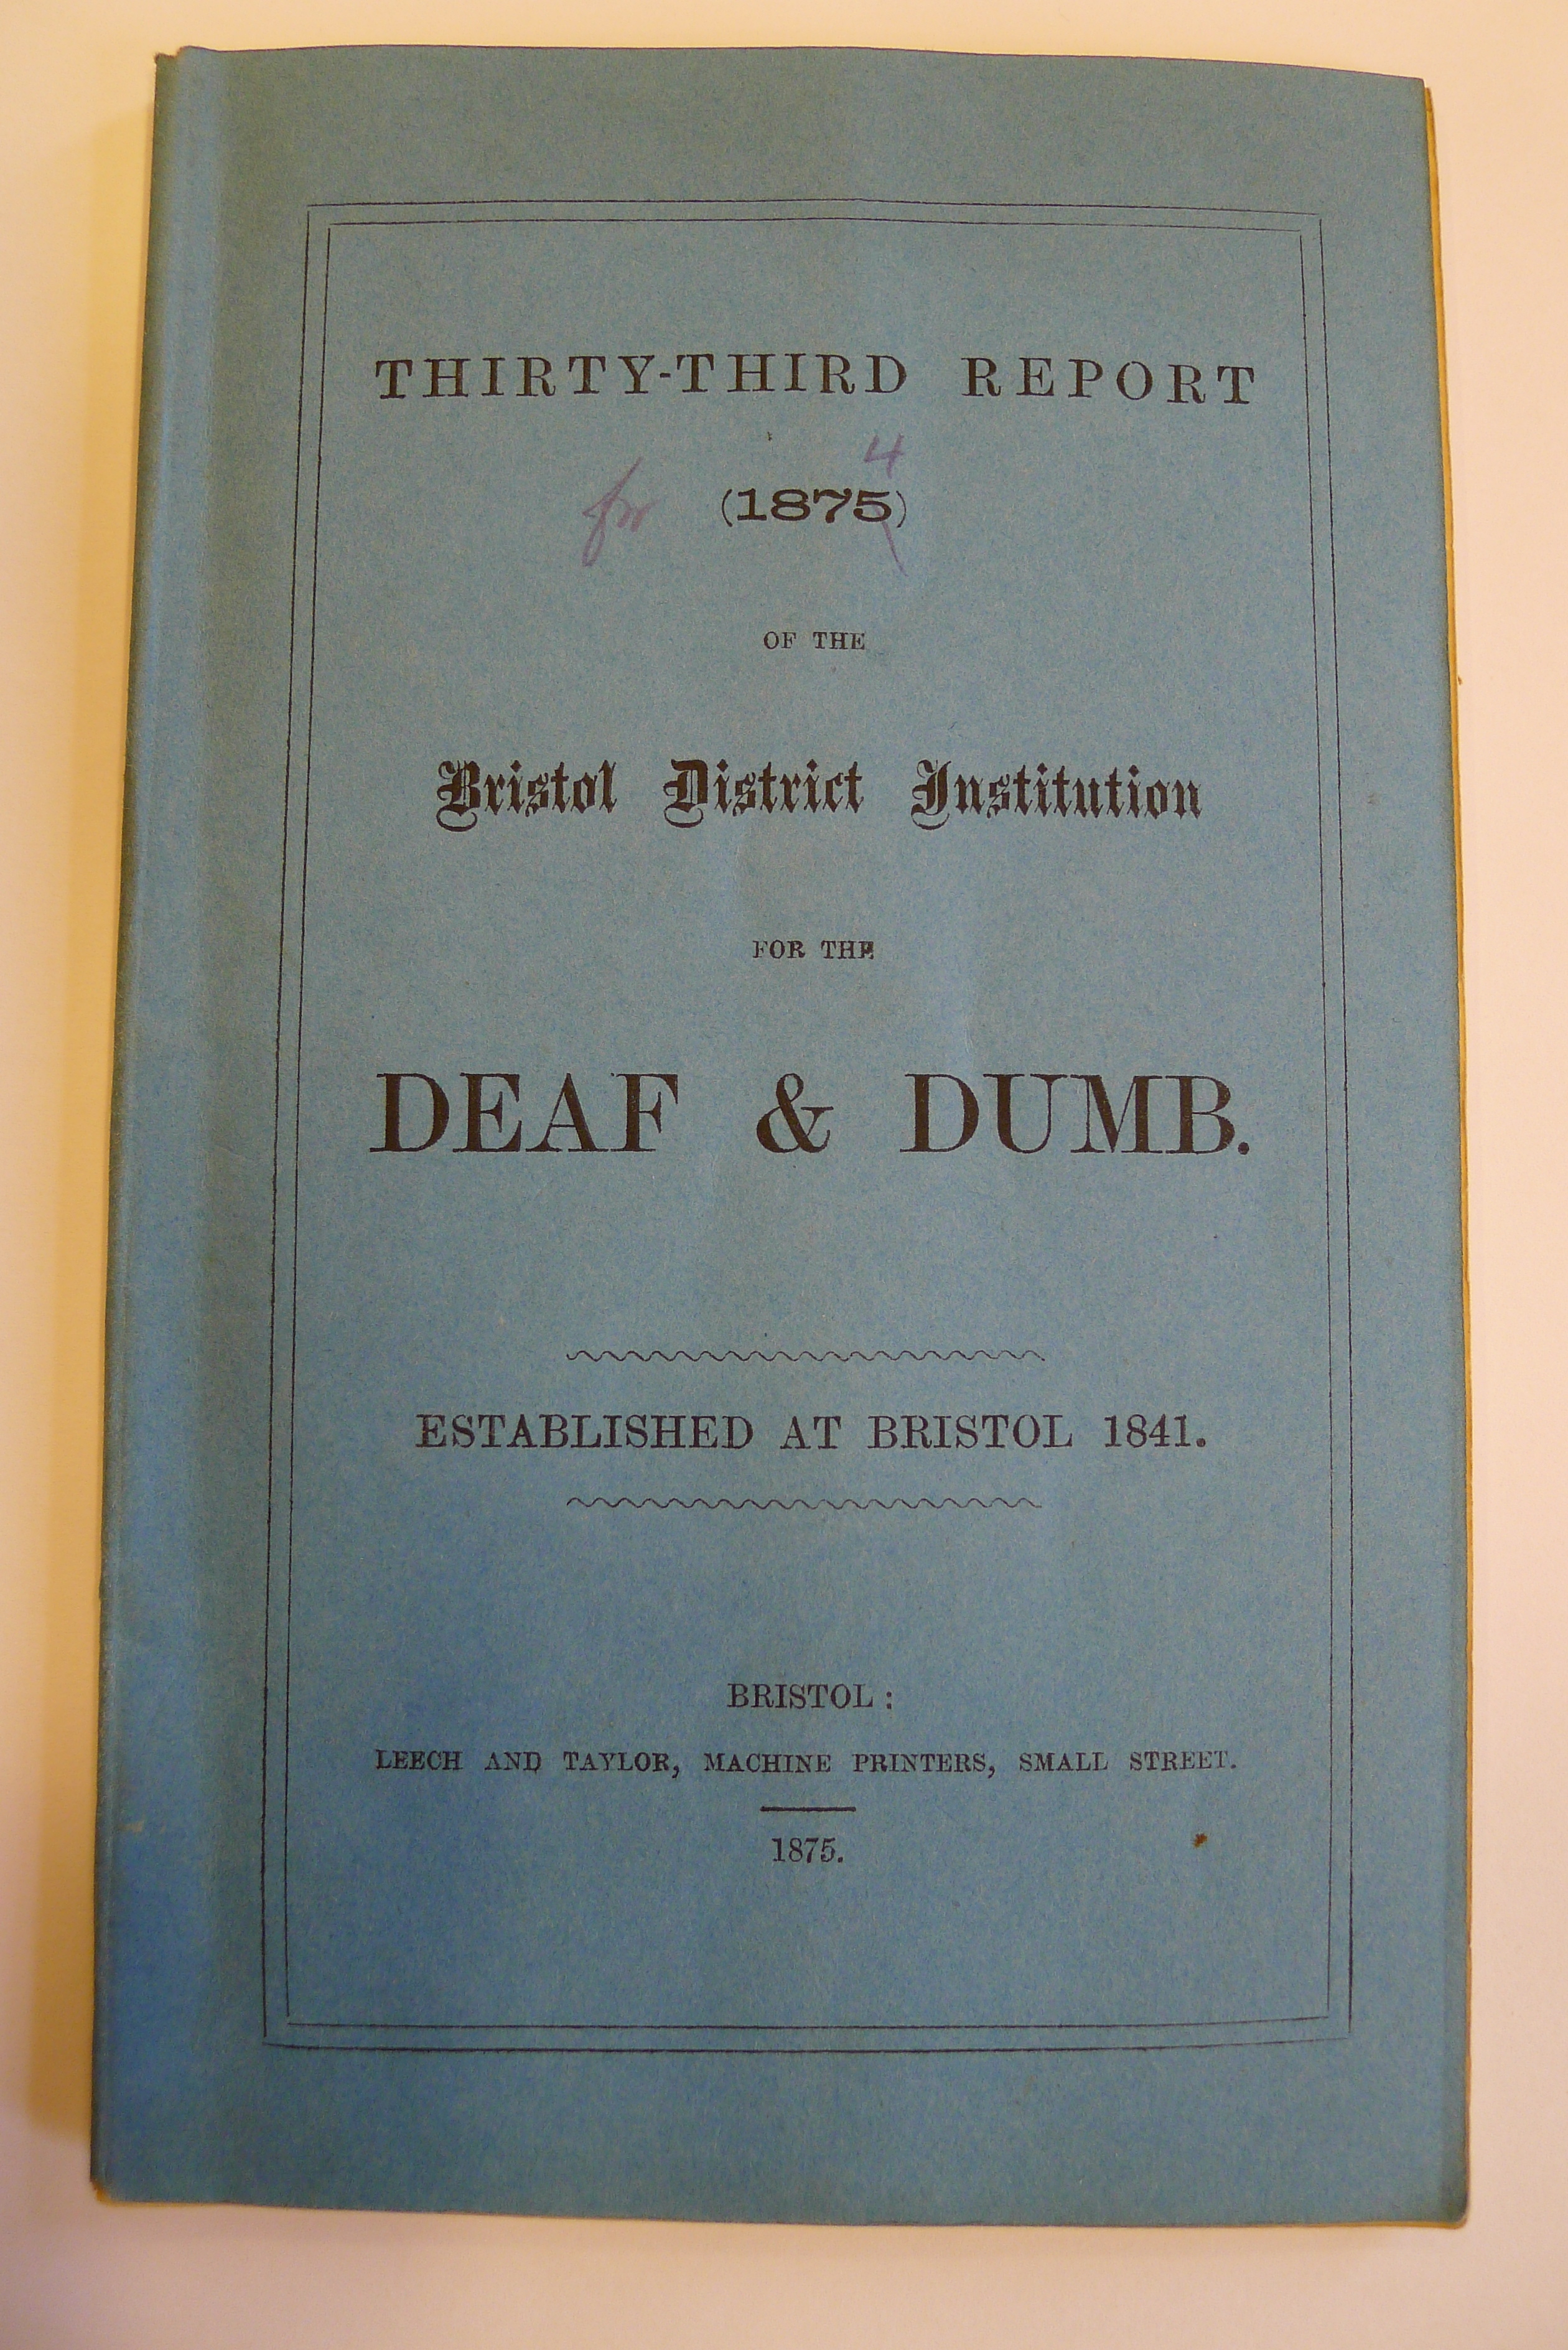 THIRTY-THIRD REPORT
4
for (1875)
OF THE
Bristol District Institution
FOR THE
DEAF & DUMB.
ESTABLISHED AT BRISTOL 1841.
BRISTOL:
LEECH AND TAYLOR, MACHINE PRINTERS, SMALL STREET.
1875.